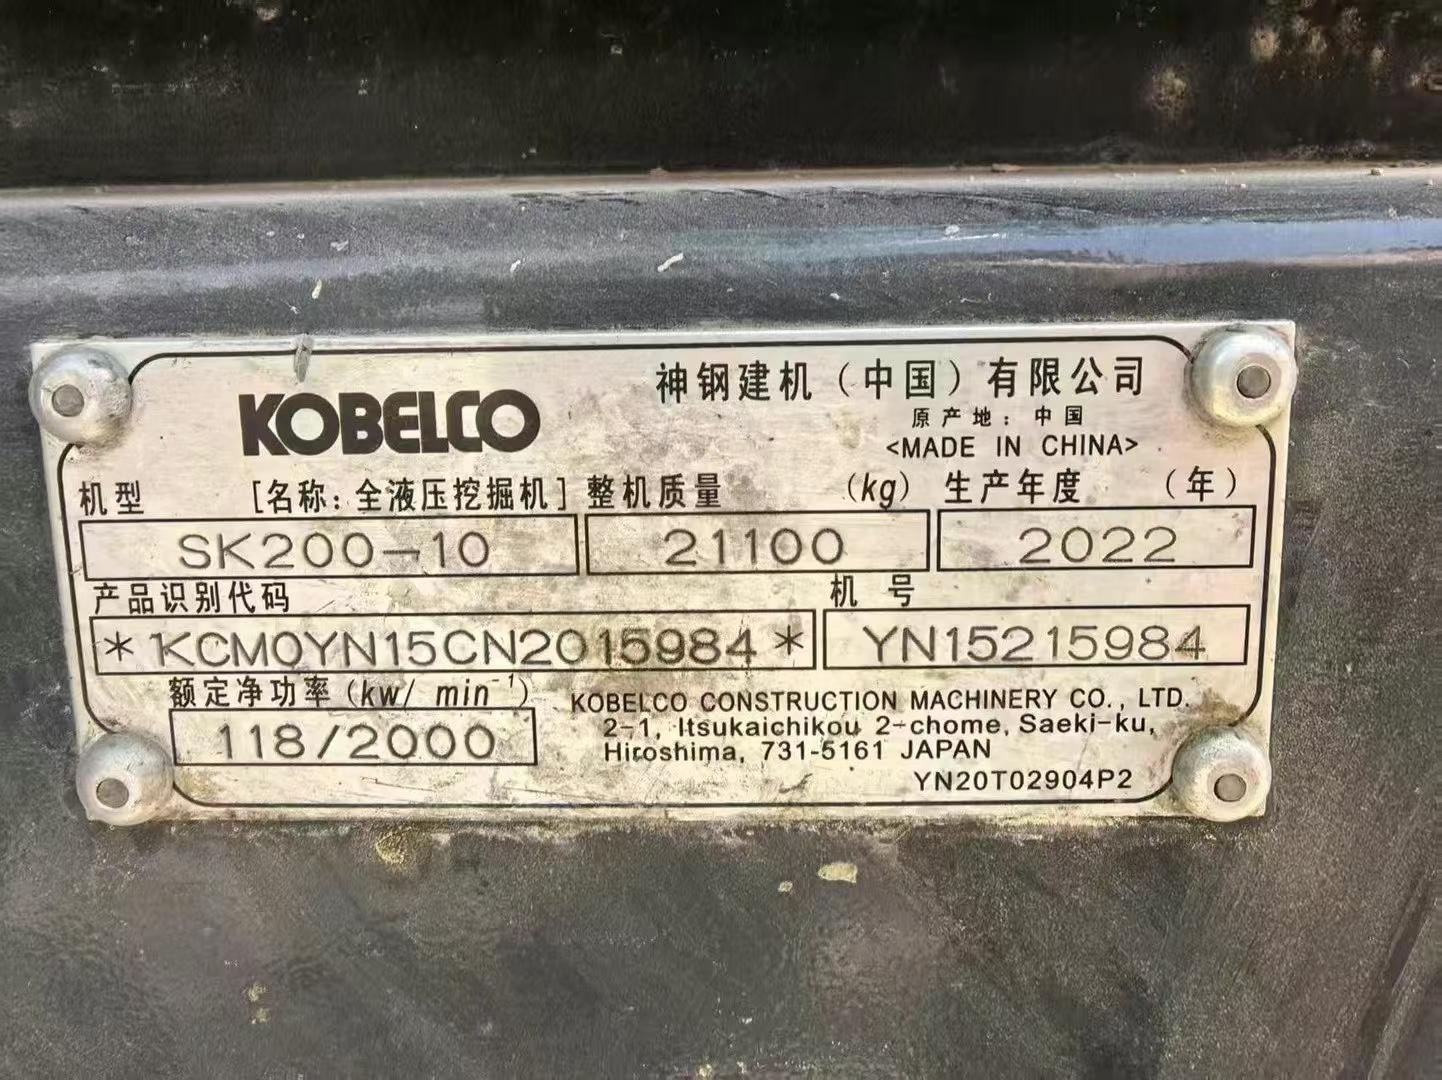 KOBELCO
神钢建机（中国）有限公司
原产地：中国
<MADE IN CHINA>
机型 [名称：全液压挖掘机] 整机质量 (kg) 生产年度 （年）
SK200-10 21100 2022
产品识别代码 机号
*KCM0YN15CN2015984* YN15215984
额定净功率 (kw/ min⁻¹)
118/2000
KOBELCO CONSTRUCTION MACHINERY CO., LTD.
2-1, Itsukaichikou 2-chome, Saeki-ku,
Hiroshima, 731-5161 JAPAN
YN20T02904P2